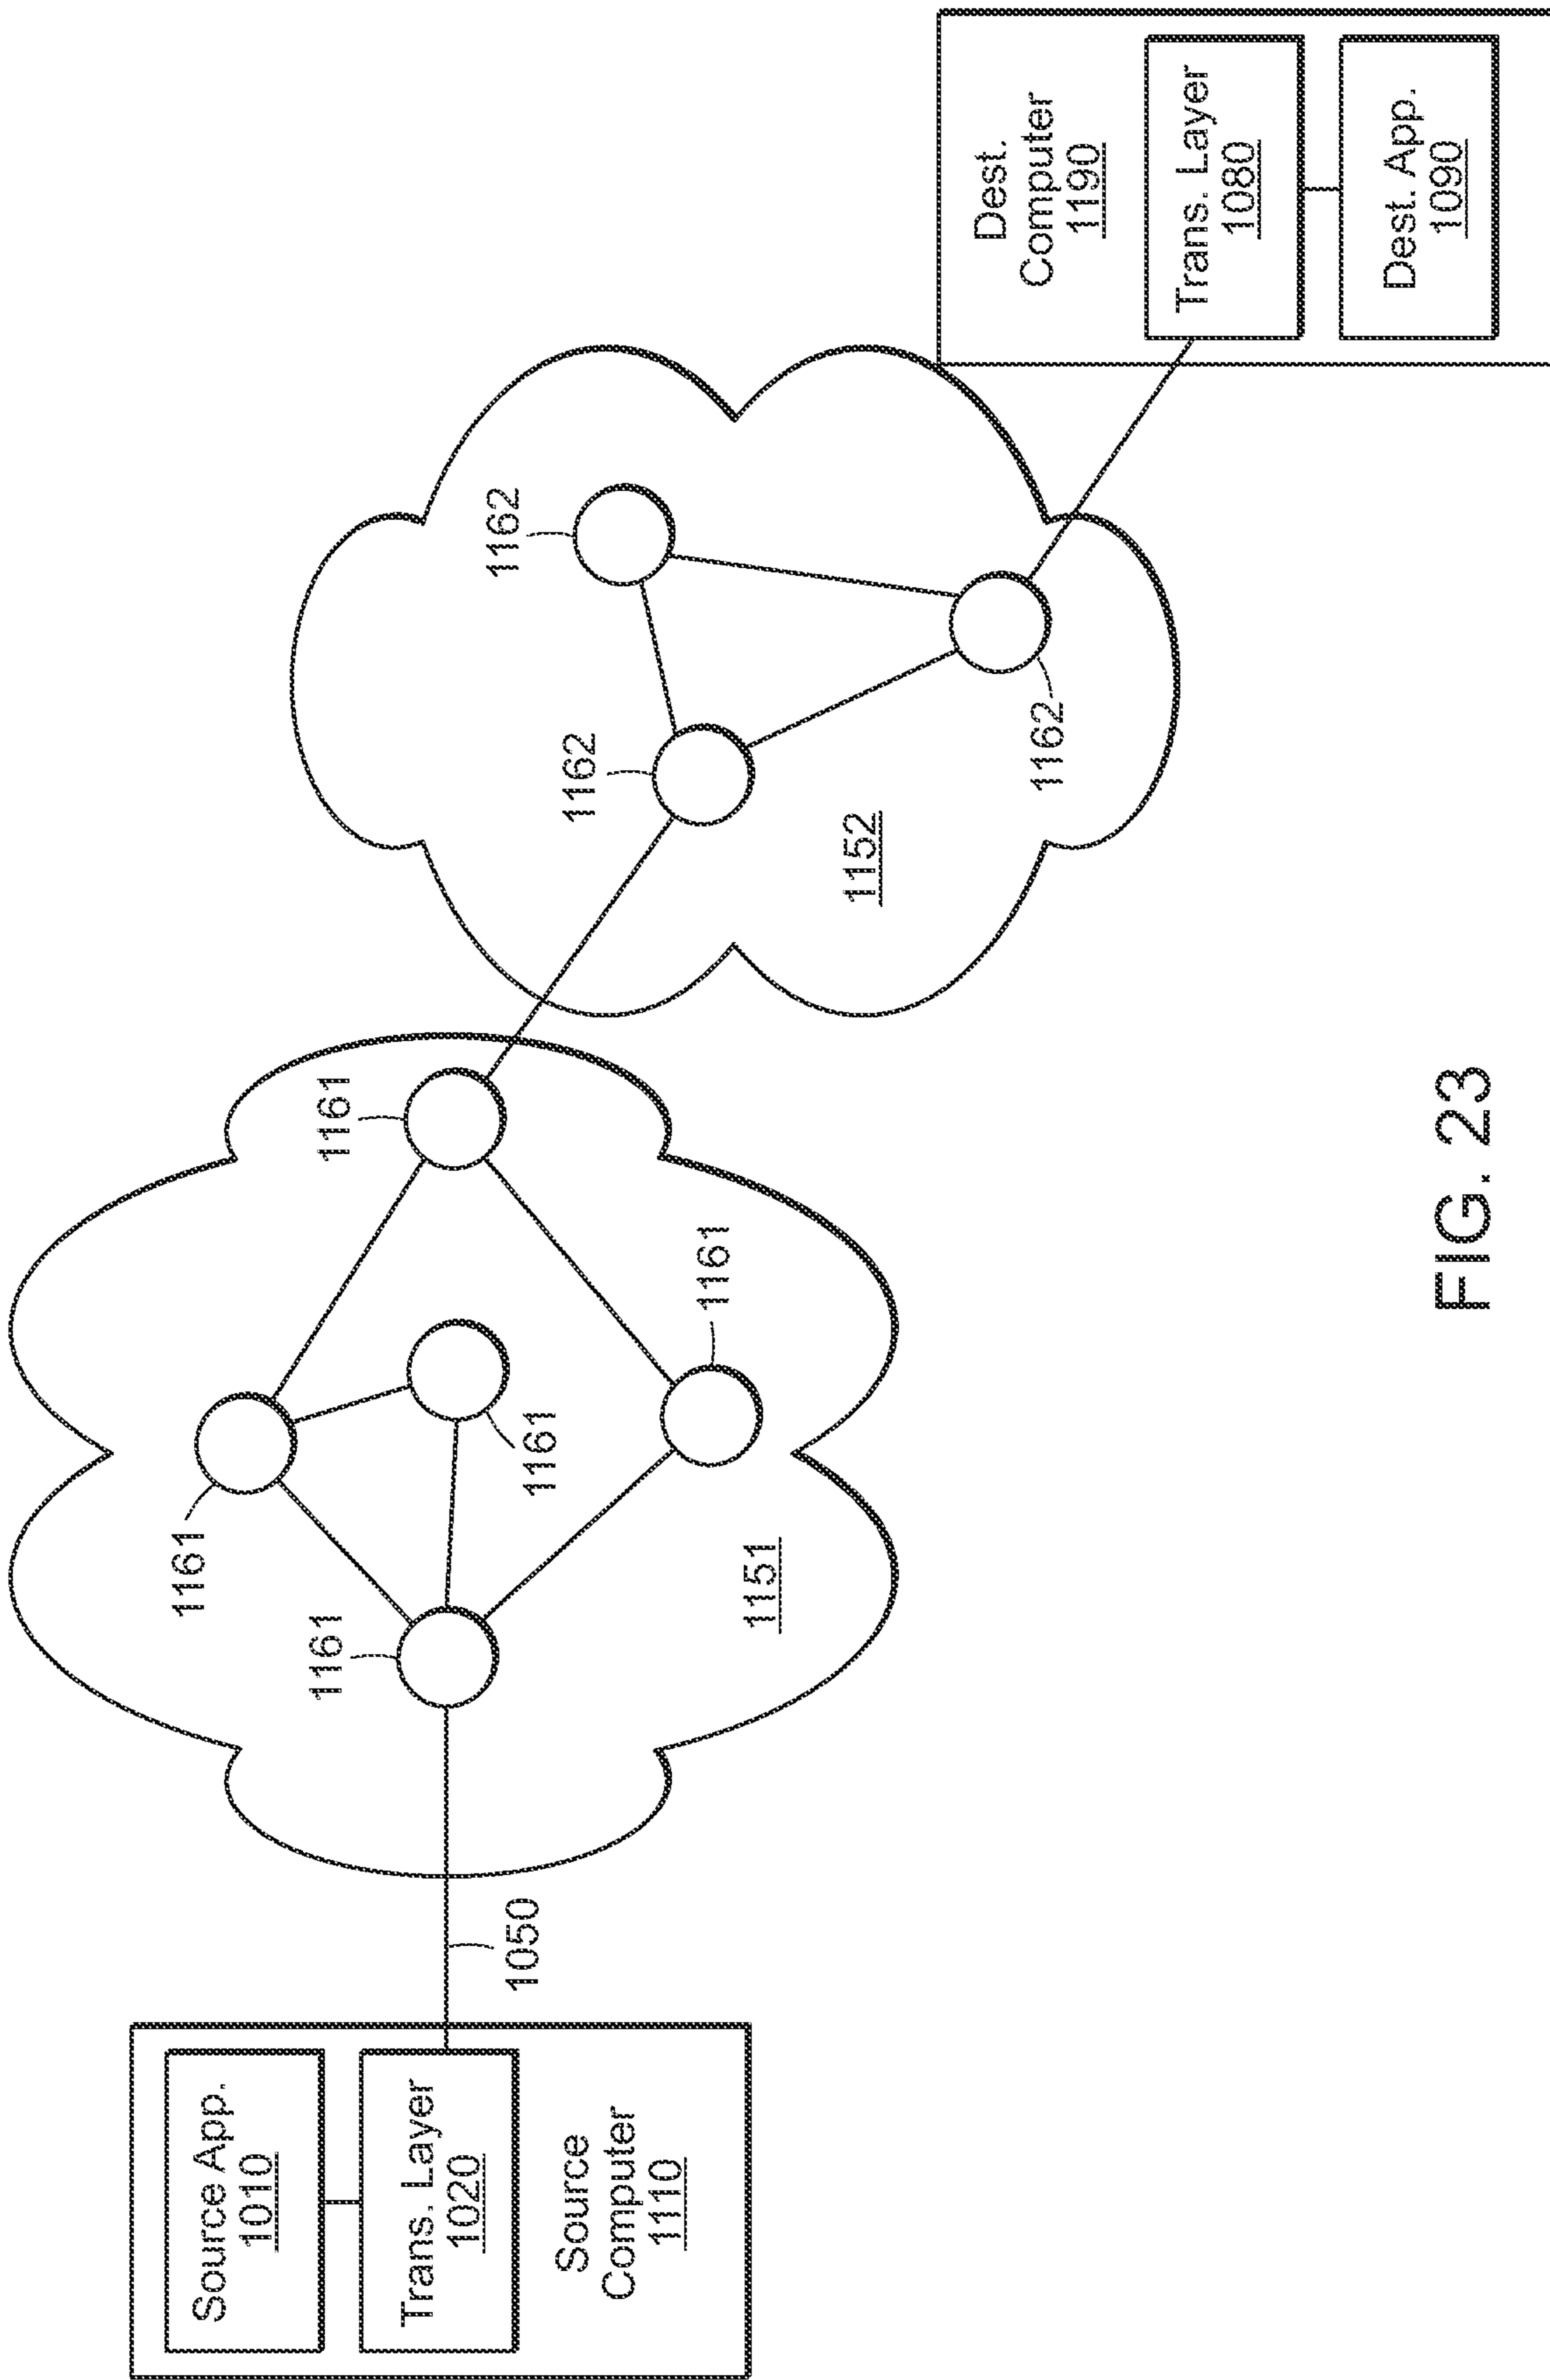 Source App.
1010
Trans. Layer
1020
Source
Computer
1110
1050
1161
1161
1161
1161
1161
1151
1162
1162
1162
1152
Dest.
Computer
1190
Trans. Layer
1080
Dest. App.
1090
FIG. 23